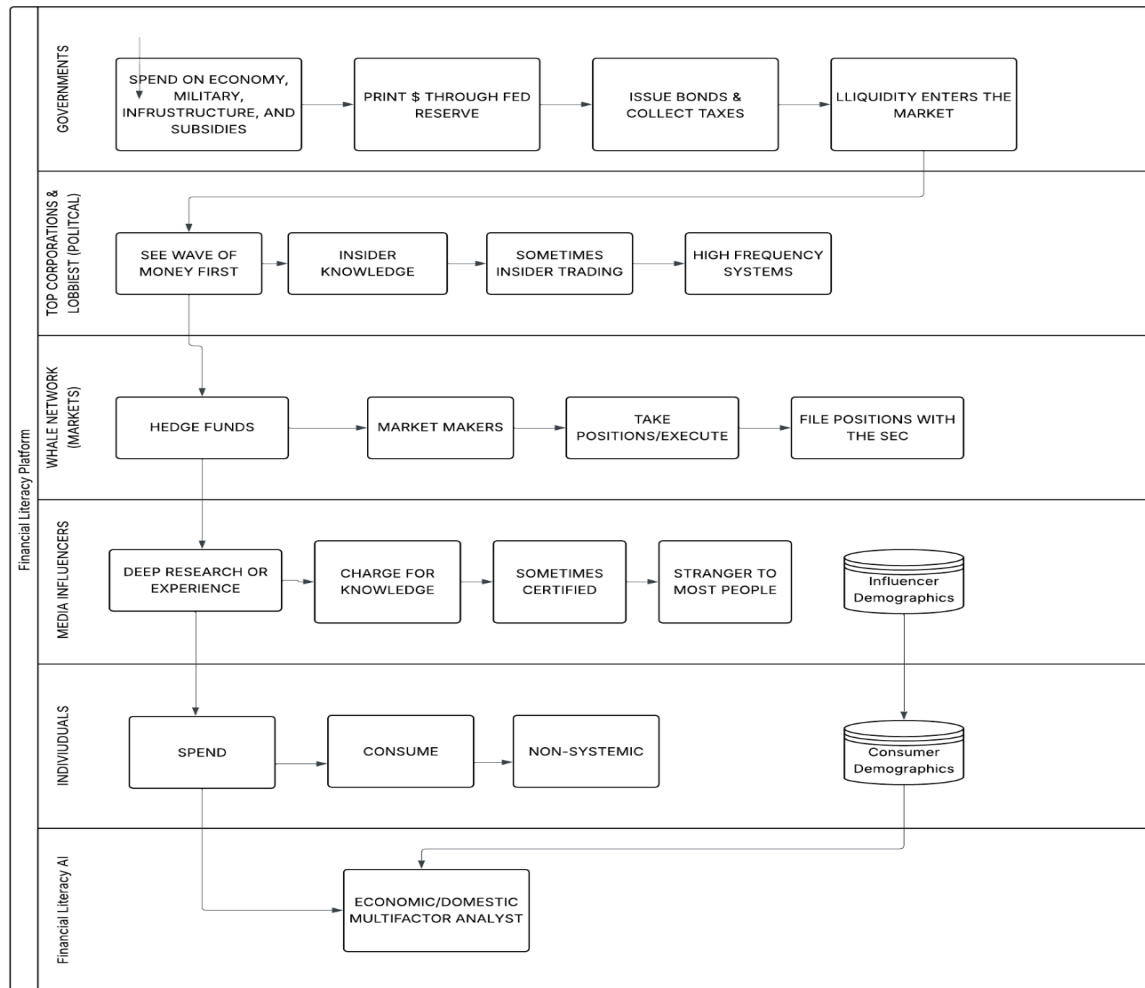 Financial Literacy Platform
GOVERNMENTS
SPEND ON ECONOMY,
MILITARY,
INFRUSTRUCTURE, AND
SUBSIDIES
PRINT $ THROUGH FED
RESERVE
ISSUE BONDS &
COLLECT TAXES
LLIQUIDITY ENTERS THE
MARKET
TOP CORPORATIONS &
LOBBIEST (POLITCAL)
SEE WAVE OF
MONEY FIRST
INSIDER
KNOWLEDGE
SOMETIMES
INSIDER TRADING
HIGH FREQUENCY
SYSTEMS
WHALE NETWORK
(MARKETS)
HEDGE FUNDS
MARKET MAKERS
TAKE
POSITIONS/EXECUTE
FILE POSITIONS WITH
THE SEC
MEDIA INFLUENCERS
DEEP RESEARCH OR
EXPERIENCE
CHARGE FOR
KNOWLEDGE
SOMETIMES
CERTIFIED
STRANGER TO
MOST PEOPLE
Influencer
Demographics
INDIVIUDUALS
SPEND
CONSUME
NON-SYSTEMIC
Consumer
Demographics
Financial Literacy AI
ECONOMIC/DOMESTIC
MULTIFACTOR ANALYST